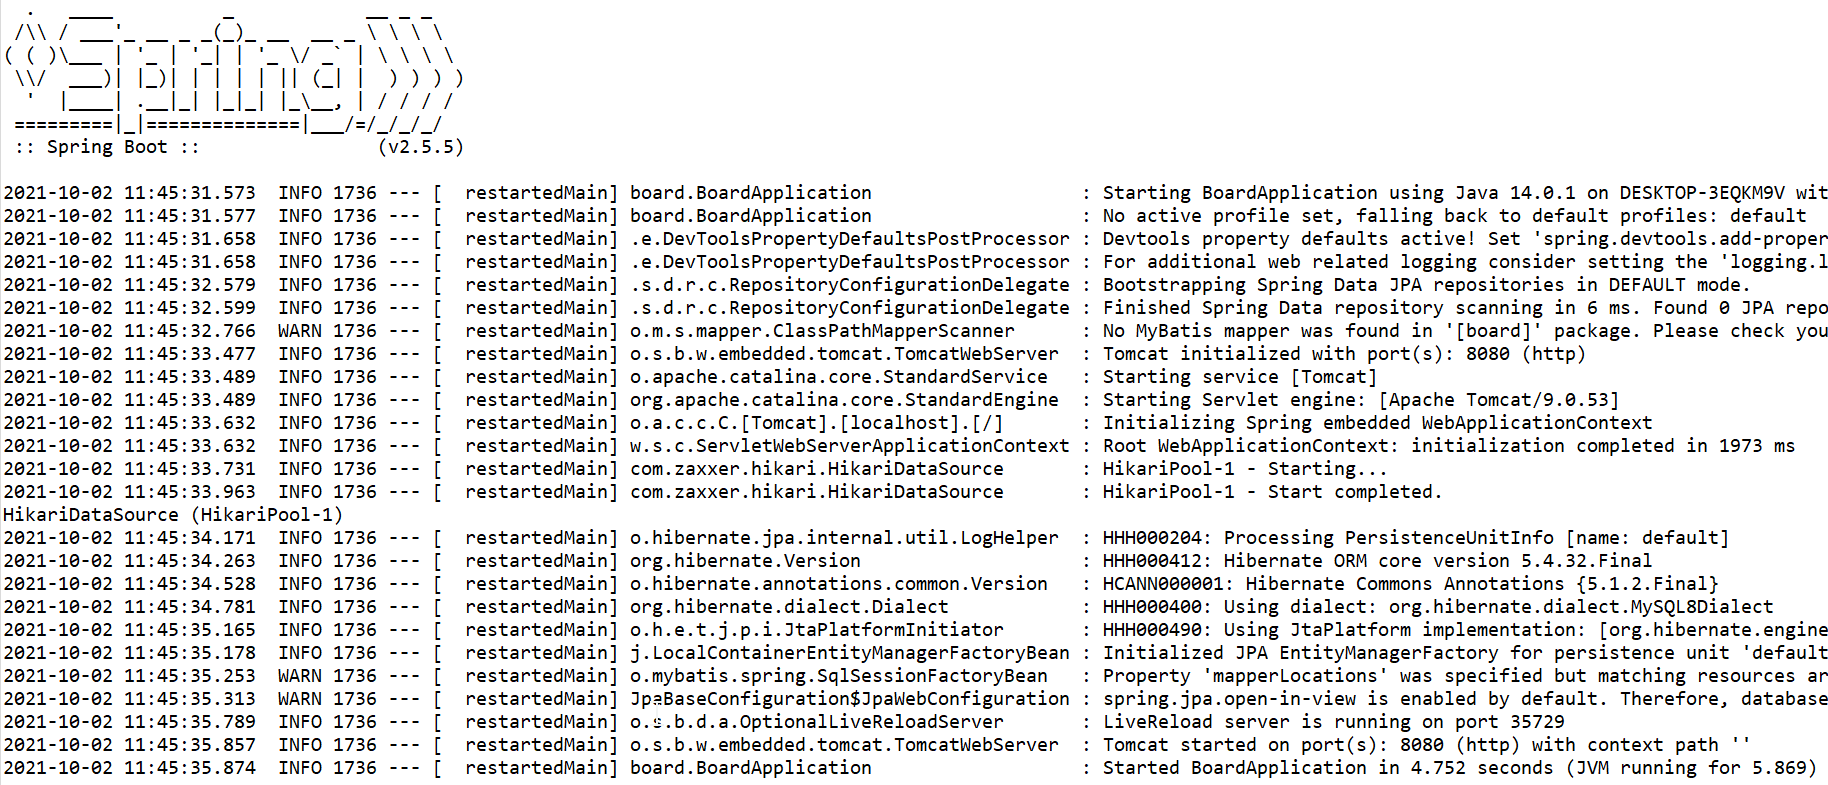 .   ____          _            __ _ _
 /\\ / ___'_ __ _ _(_)_ __  __ _ \ \ \ \
( ( )\___ | '_ | '_| | '_ \/ _` | \ \ \ \
 \\/  ___)| |_)| | | | | || (_| |  ) ) ) )
  '  |____| .__|_| |_|_| |_\__, | / / / /
 =========|_|==============|___/=/_/_/_/
 :: Spring Boot ::                (v2.5.5)
2021-10-02 11:45:31.573  INFO 1736 --- [  restartedMain] board.BoardApplication                   : Starting BoardApplication using Java 14.0.1 on DESKTOP-3EQKM9V wit
2021-10-02 11:45:31.577  INFO 1736 --- [  restartedMain] board.BoardApplication                   : No active profile set, falling back to default profiles: default
2021-10-02 11:45:31.658  INFO 1736 --- [  restartedMain] .e.DevToolsPropertyDefaultsPostProcessor : Devtools property defaults active! Set 'spring.devtools.add-proper
2021-10-02 11:45:31.658  INFO 1736 --- [  restartedMain] .e.DevToolsPropertyDefaultsPostProcessor : For additional web related logging consider setting the 'logging.l
2021-10-02 11:45:32.579  INFO 1736 --- [  restartedMain] .s.d.r.c.RepositoryConfigurationDelegate : Bootstrapping Spring Data JPA repositories in DEFAULT mode.
2021-10-02 11:45:32.599  INFO 1736 --- [  restartedMain] .s.d.r.c.RepositoryConfigurationDelegate : Finished Spring Data repository scanning in 6 ms. Found 0 JPA repo
2021-10-02 11:45:32.766  WARN 1736 --- [  restartedMain] o.m.s.mapper.ClassPathMapperScanner      : No MyBatis mapper was found in '[board]' package. Please check you
2021-10-02 11:45:33.477  INFO 1736 --- [  restartedMain] o.s.b.w.embedded.tomcat.TomcatWebServer  : Tomcat initialized with port(s): 8080 (http)
2021-10-02 11:45:33.489  INFO 1736 --- [  restartedMain] o.apache.catalina.core.StandardService   : Starting service [Tomcat]
2021-10-02 11:45:33.489  INFO 1736 --- [  restartedMain] org.apache.catalina.core.StandardEngine  : Starting Servlet engine: [Apache Tomcat/9.0.53]
2021-10-02 11:45:33.632  INFO 1736 --- [  restartedMain] o.a.c.c.C.[Tomcat].[localhost].[/]       : Initializing Spring embedded WebApplicationContext
2021-10-02 11:45:33.632  INFO 1736 --- [  restartedMain] w.s.c.ServletWebServerApplicationContext : Root WebApplicationContext: initialization completed in 1973 ms
2021-10-02 11:45:33.731  INFO 1736 --- [  restartedMain] com.zaxxer.hikari.HikariDataSource       : HikariPool-1 - Starting...
2021-10-02 11:45:33.963  INFO 1736 --- [  restartedMain] com.zaxxer.hikari.HikariDataSource       : HikariPool-1 - Start completed.
HikariDataSource (HikariPool-1)
2021-10-02 11:45:34.171  INFO 1736 --- [  restartedMain] o.hibernate.jpa.internal.util.LogHelper  : HHH000204: Processing PersistenceUnitInfo [name: default]
2021-10-02 11:45:34.263  INFO 1736 --- [  restartedMain] org.hibernate.Version                    : HHH000412: Hibernate ORM core version 5.4.32.Final
2021-10-02 11:45:34.528  INFO 1736 --- [  restartedMain] o.hibernate.annotations.common.Version   : HCANN000001: Hibernate Commons Annotations {5.1.2.Final}
2021-10-02 11:45:34.781  INFO 1736 --- [  restartedMain] org.hibernate.dialect.Dialect            : HHH000400: Using dialect: org.hibernate.dialect.MySQL8Dialect
2021-10-02 11:45:35.165  INFO 1736 --- [  restartedMain] o.h.e.t.j.p.i.JtaPlatformInitiator       : HHH000490: Using JtaPlatform implementation: [org.hibernate.engine
2021-10-02 11:45:35.178  INFO 1736 --- [  restartedMain] j.LocalContainerEntityManagerFactoryBean : Initialized JPA EntityManagerFactory for persistence unit 'default
2021-10-02 11:45:35.253  WARN 1736 --- [  restartedMain] o.mybatis.spring.SqlSessionFactoryBean   : Property 'mapperLocations' was specified but matching resources ar
2021-10-02 11:45:35.313  WARN 1736 --- [  restartedMain] JpaBaseConfiguration$JpaWebConfiguration : spring.jpa.open-in-view is enabled by default. Therefore, database
2021-10-02 11:45:35.789  INFO 1736 --- [  restartedMain] o.s.b.d.a.OptionalLiveReloadServer       : LiveReload server is running on port 35729
2021-10-02 11:45:35.857  INFO 1736 --- [  restartedMain] o.s.b.w.embedded.tomcat.TomcatWebServer  : Tomcat started on port(s): 8080 (http) with context path ''
2021-10-02 11:45:35.874  INFO 1736 --- [  restartedMain] board.BoardApplication                   : Started BoardApplication in 4.752 seconds (JVM running for 5.869)